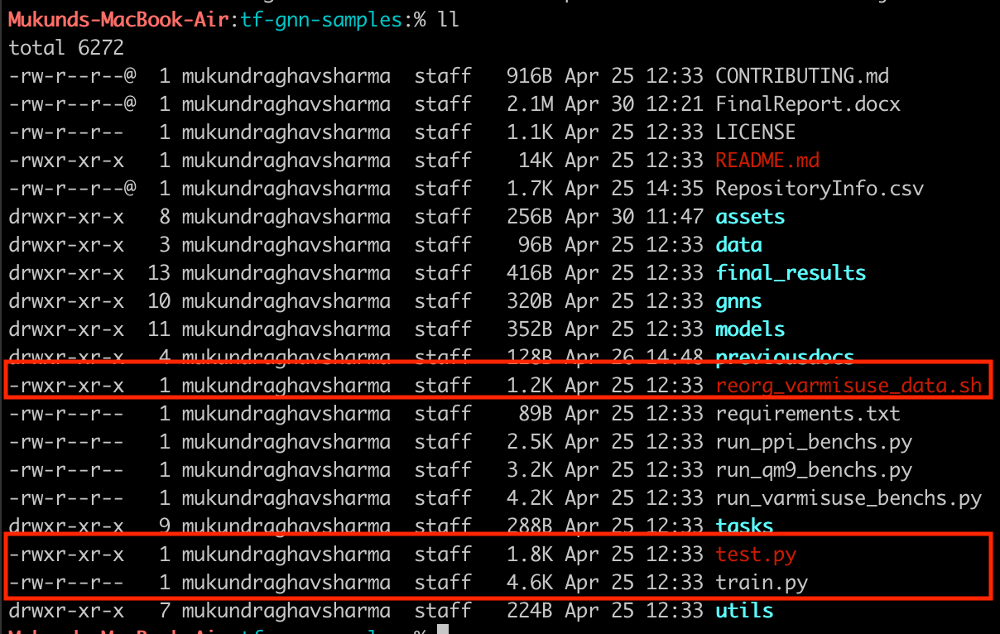 Mukunds-MacBook-Air:tf-gnn-samples:% ll
total 6272
-rw-r--r--@  1 mukundraghavsharma  staff   916B Apr 25 12:33 CONTRIBUTING.md
-rw-r--r--@  1 mukundraghavsharma  staff   2.1M Apr 30 12:21 FinalReport.docx
-rw-r--r--   1 mukundraghavsharma  staff   1.1K Apr 25 12:33 LICENSE
-rwxr-xr-x   1 mukundraghavsharma  staff    14K Apr 25 12:33 README.md
-rw-r--r--@  1 mukundraghavsharma  staff   1.7K Apr 25 14:35 RepositoryInfo.csv
drwxr-xr-x   8 mukundraghavsharma  staff   256B Apr 30 11:47 assets
drwxr-xr-x   3 mukundraghavsharma  staff    96B Apr 25 12:33 data
drwxr-xr-x  13 mukundraghavsharma  staff   416B Apr 25 12:33 final_results
drwxr-xr-x  10 mukundraghavsharma  staff   320B Apr 25 12:33 gnns
drwxr-xr-x  11 mukundraghavsharma  staff   352B Apr 25 12:33 models
drwxr-xr-x   4 mukundraghavsharma  staff   128B Apr 26 14:48 previousdocs
-rwxr-xr-x   1 mukundraghavsharma  staff   1.2K Apr 25 12:33 reorg_varmisuse_data.sh
-rw-r--r--   1 mukundraghavsharma  staff    89B Apr 25 12:33 requirements.txt
-rw-r--r--   1 mukundraghavsharma  staff   2.5K Apr 25 12:33 run_ppi_benchs.py
-rw-r--r--   1 mukundraghavsharma  staff   3.2K Apr 25 12:33 run_qm9_benchs.py
-rw-r--r--   1 mukundraghavsharma  staff   4.2K Apr 25 12:33 run_varmisuse_benchs.py
drwxr-xr-x   9 mukundraghavsharma  staff   288B Apr 25 12:33 tasks
-rwxr-xr-x   1 mukundraghavsharma  staff   1.8K Apr 25 12:33 test.py
-rw-r--r--   1 mukundraghavsharma  staff   4.6K Apr 25 12:33 train.py
drwxr-xr-x   7 mukundraghavsharma  staff   224B Apr 25 12:33 utils
Mukunds-MacBook-Air:tf-gnn-samples:%